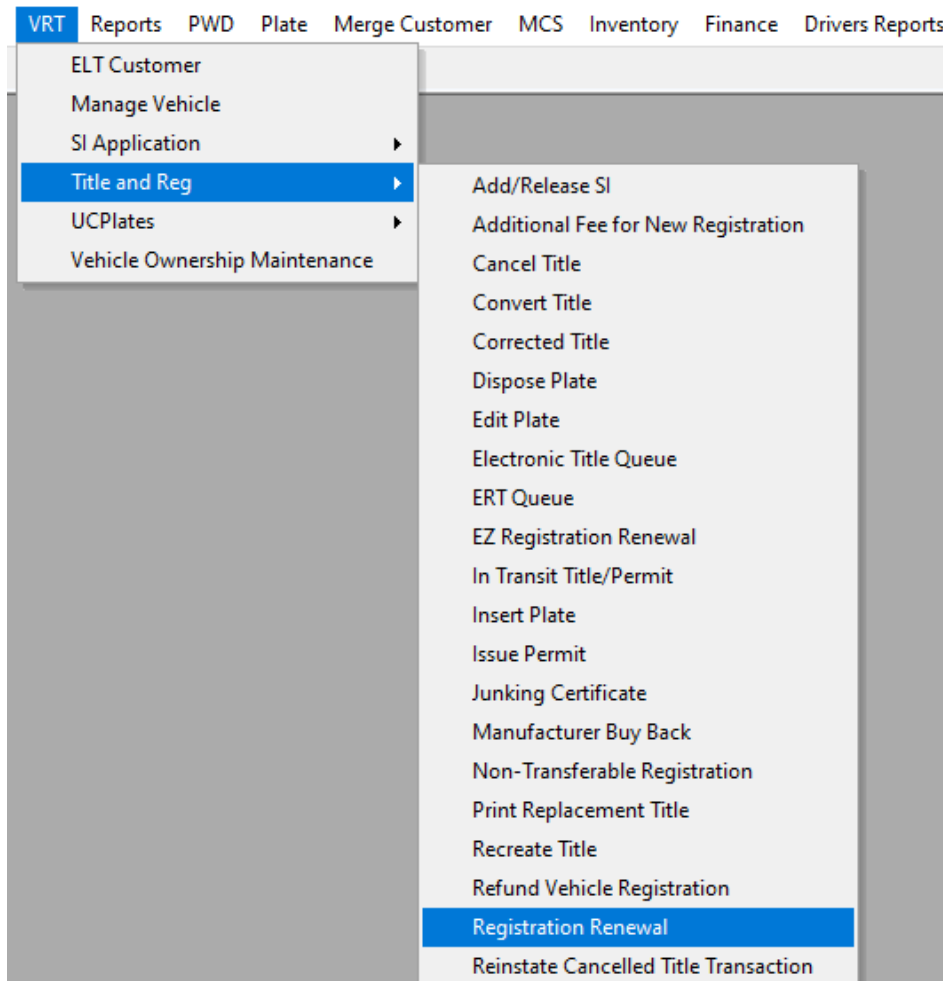 VRT Reports PWD Plate Merge Customer MCS Inventory Finance Drivers Reports
ELT Customer
Manage Vehicle
SI Application
Title and Reg
UCPlates
Vehicle Ownership Maintenance
Add/Release SI
Additional Fee for New Registration
Cancel Title
Convert Title
Corrected Title
Dispose Plate
Edit Plate
Electronic Title Queue
ERT Queue
EZ Registration Renewal
In Transit Title/Permit
Insert Plate
Issue Permit
Junking Certificate
Manufacturer Buy Back
Non-Transferable Registration
Print Replacement Title
Recreate Title
Refund Vehicle Registration
Registration Renewal
Reinstate Cancelled Title Transaction